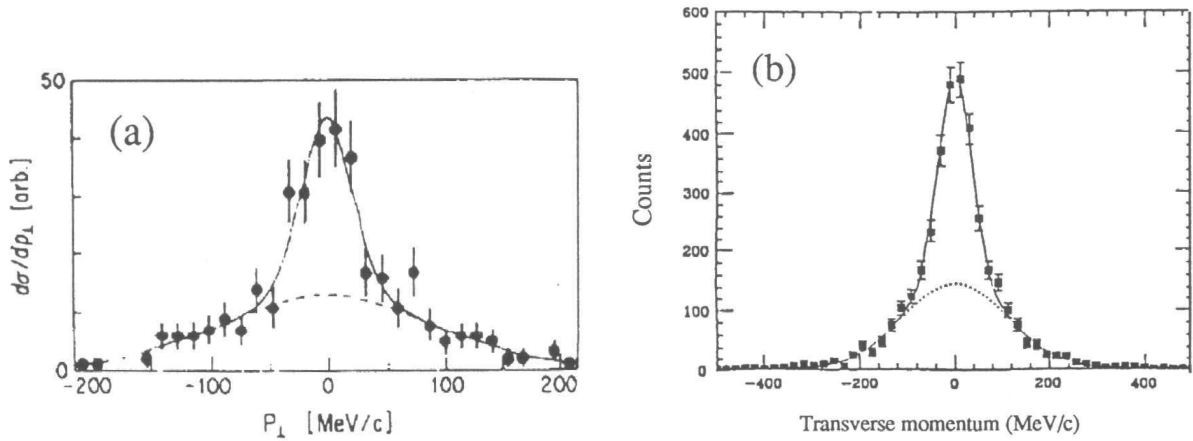 (a)
50
0
dσ/dp⊥ [arb.]
-200 -100 0 100 200
P⊥ [MeV/c]
(b)
600
500
400
300
200
100
0
Counts
-400 -200 0 200 400
Transverse momentum (MeV/c)